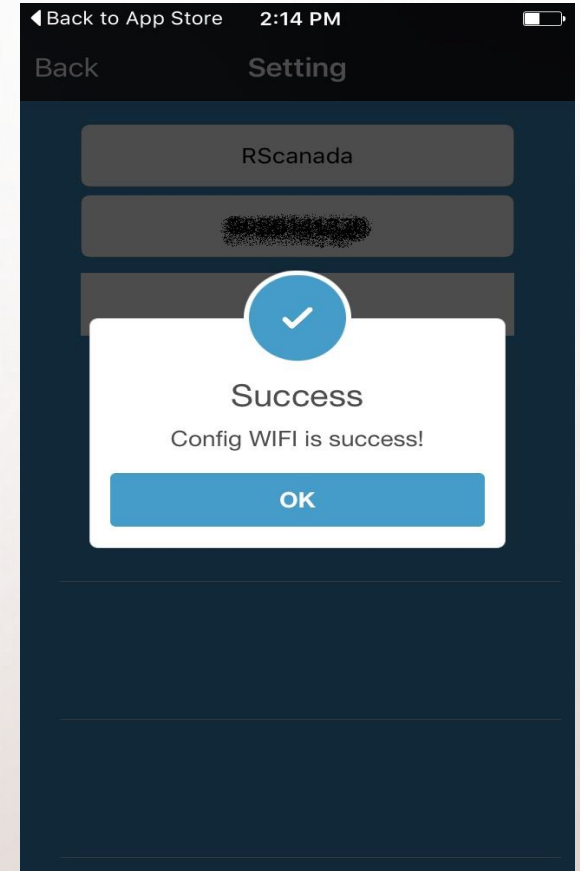 Back to App Store 2:14 PM
Back Setting
RScanada
Success
Config WIFI is success!
OK